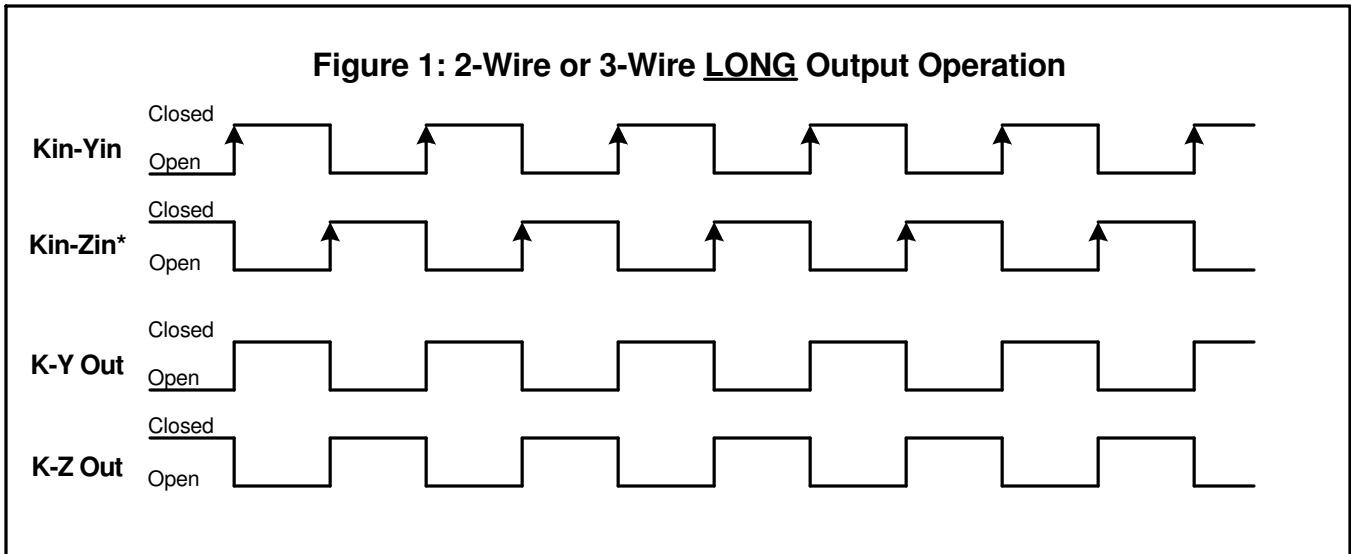 Figure 1: 2-Wire or 3-Wire LONG Output Operation
Closed
Kin-Yin
Open
Closed
Kin-Zin*
Open
Closed
K-Y Out
Open
Closed
K-Z Out
Open